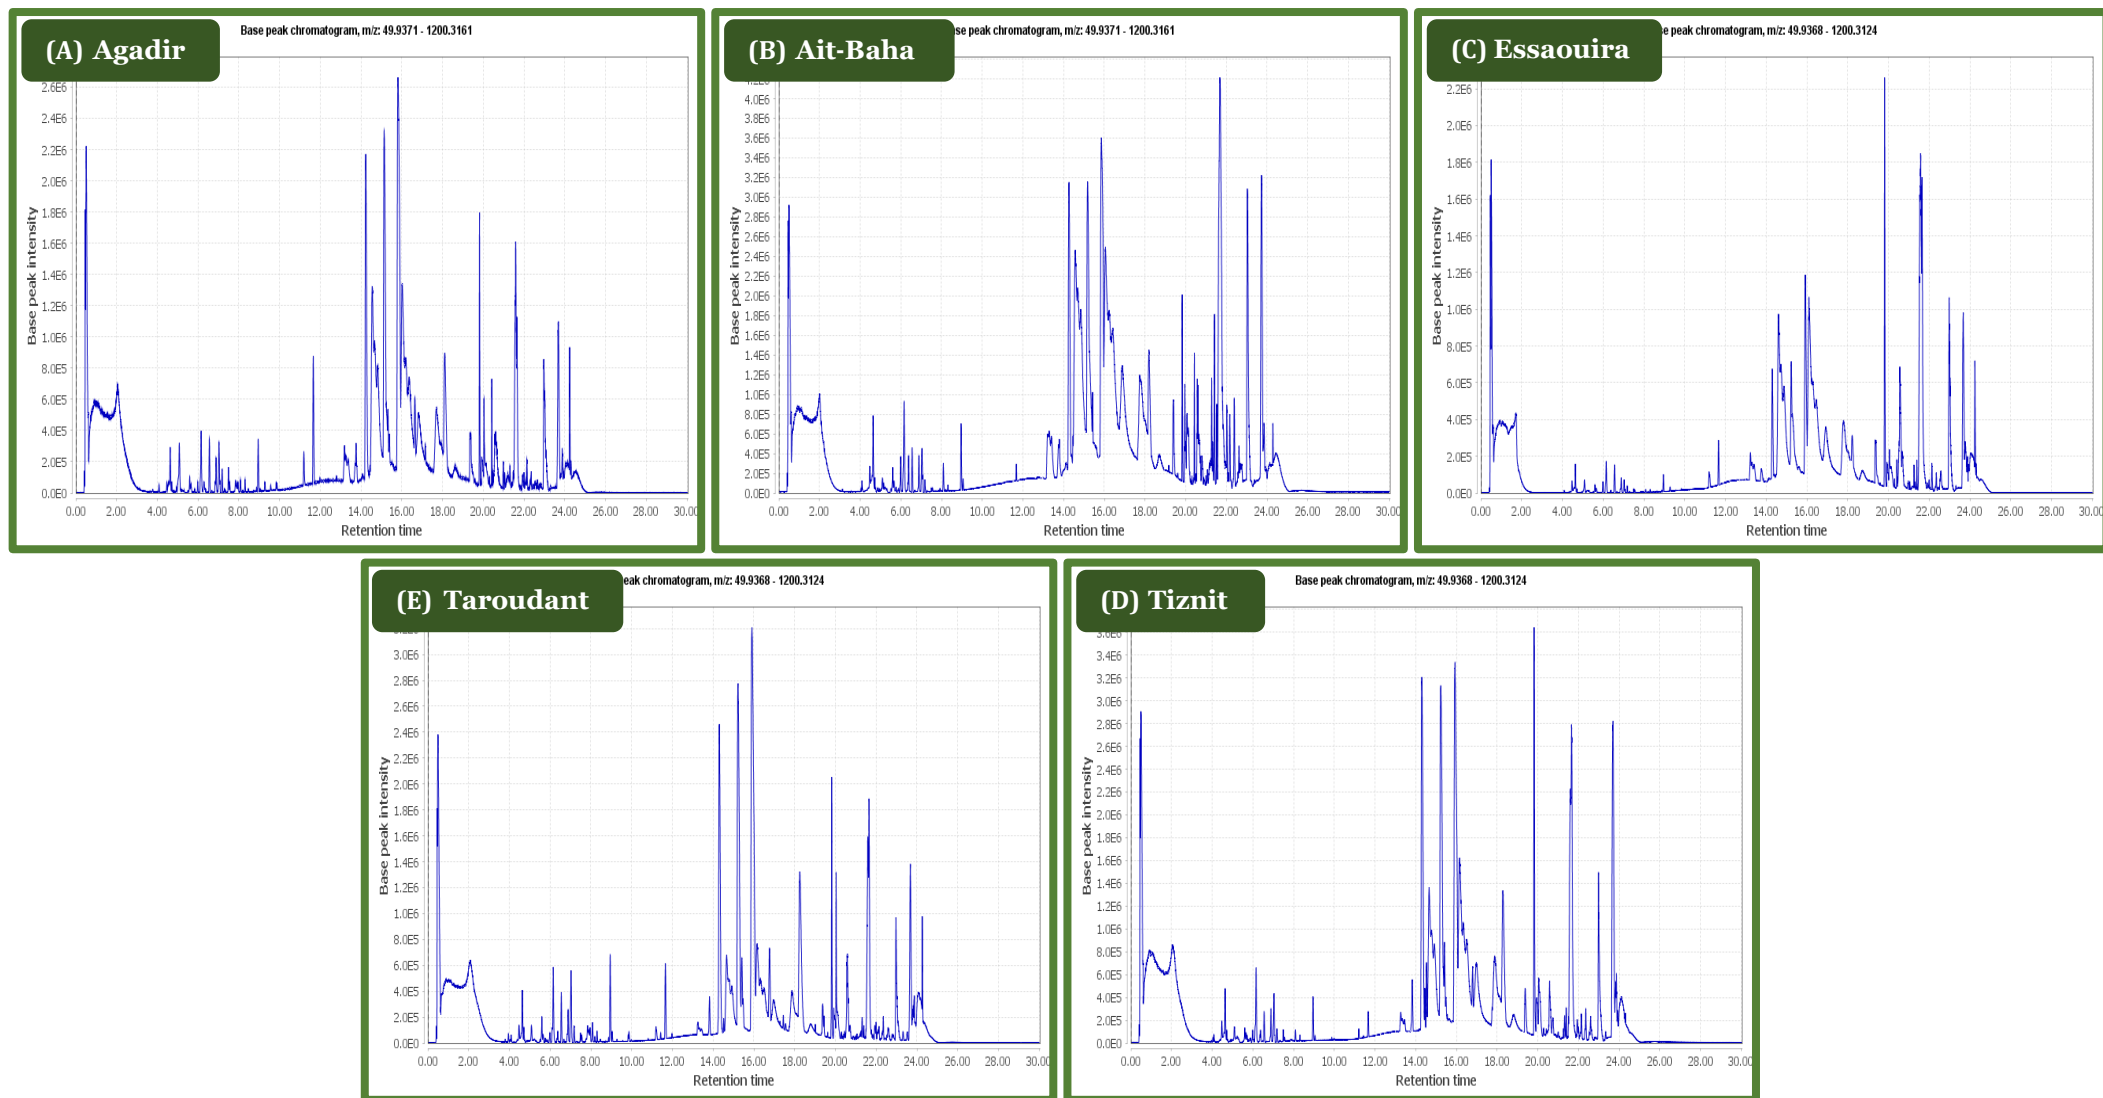 (A) Agadir
Base peak chromatogram, m/z: 49.9371 - 1200.3161
Base peak intensity
2.6E6
2.4E6
2.2E6
2.0E6
1.8E6
1.6E6
1.4E6
1.2E6
1.0E6
8.0E5
6.0E5
4.0E5
2.0E5
0.0E0
0.00 2.00 4.00 6.00 8.00 10.00 12.00 14.00 16.00 18.00 20.00 22.00 24.00 26.00 28.00 30.00
Retention time
(B) Ait-Baha
se peak chromatogram, m/z: 49.9371 - 1200.3161
Base peak intensity
4.0E6
3.8E6
3.6E6
3.4E6
3.2E6
3.0E6
2.8E6
2.6E6
2.4E6
2.2E6
2.0E6
1.8E6
1.6E6
1.4E6
1.2E6
1.0E6
8.0E5
6.0E5
4.0E5
2.0E5
0.0E0
0.00 2.00 4.00 6.00 8.00 10.00 12.00 14.00 16.00 18.00 20.00 22.00 24.00 26.00 28.00 30.00
Retention time
(C) Essaouira
se peak chromatogram, m/z: 49.9368 - 1200.3124
Base peak intensity
2.2E6
2.0E6
1.8E6
1.6E6
1.4E6
1.2E6
1.0E6
8.0E5
6.0E5
4.0E5
2.0E5
0.0E0
0.00 2.00 4.00 6.00 8.00 10.00 12.00 14.00 16.00 18.00 20.00 22.00 24.00 26.00 28.00 30.00
Retention time
(E) Taroudant
eak chromatogram, m/z: 49.9368 - 1200.3124
Base peak intensity
3.0E6
2.8E6
2.6E6
2.4E6
2.2E6
2.0E6
1.8E6
1.6E6
1.4E6
1.2E6
1.0E6
8.0E5
6.0E5
4.0E5
2.0E5
0.0E0
0.00 2.00 4.00 6.00 8.00 10.00 12.00 14.00 16.00 18.00 20.00 22.00 24.00 26.00 28.00 30.00
Retention time
(D) Tiznit
Base peak chromatogram, m/z: 49.9368 - 1200.3124
Base peak intensity
3.6E6
3.4E6
3.2E6
3.0E6
2.8E6
2.6E6
2.4E6
2.2E6
2.0E6
1.8E6
1.6E6
1.4E6
1.2E6
1.0E6
8.0E5
6.0E5
4.0E5
2.0E5
0.0E0
0.00 2.00 4.00 6.00 8.00 10.00 12.00 14.00 16.00 18.00 20.00 22.00 24.00 26.00 28.00 30.00
Retention time